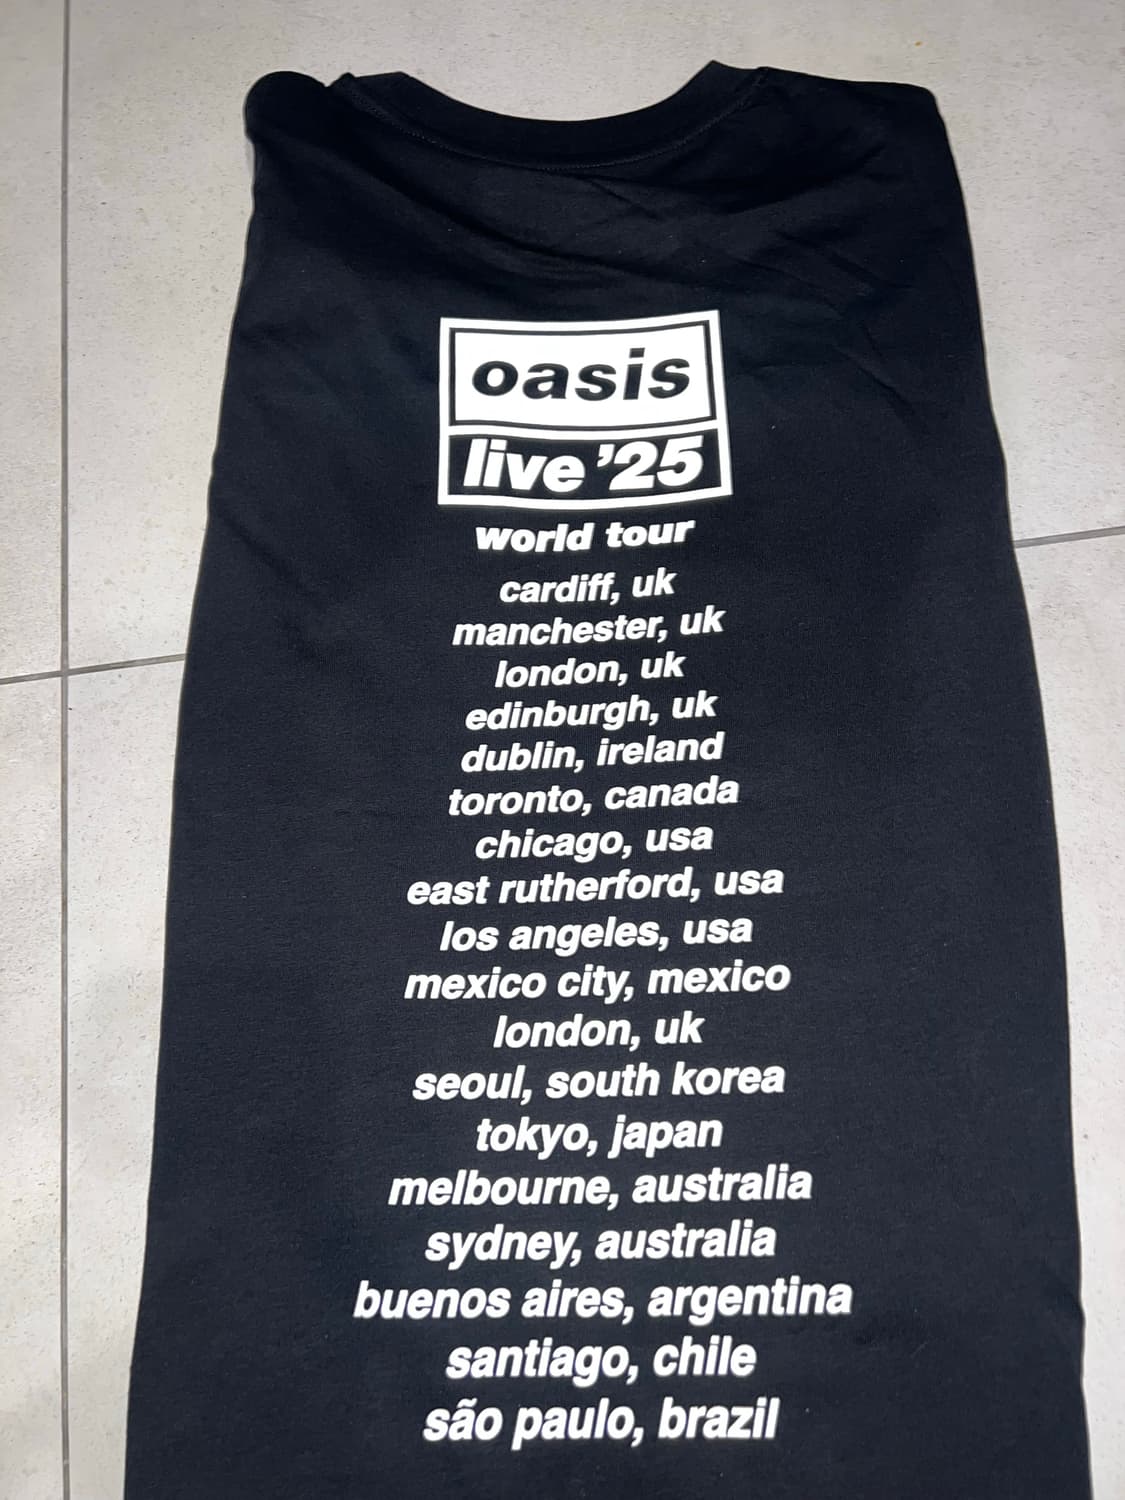 oasis
live '25
world tour
cardiff, uk
manchester, uk
london, uk
edinburgh, uk
dublin, ireland
toronto, canada
chicago, usa
east rutherford, usa
los angeles, usa
mexico city, mexico
london, uk
seoul, south korea
tokyo, japan
melbourne, australia
sydney, australia
buenos aires, argentina
santiago, chile
são paulo, brazil